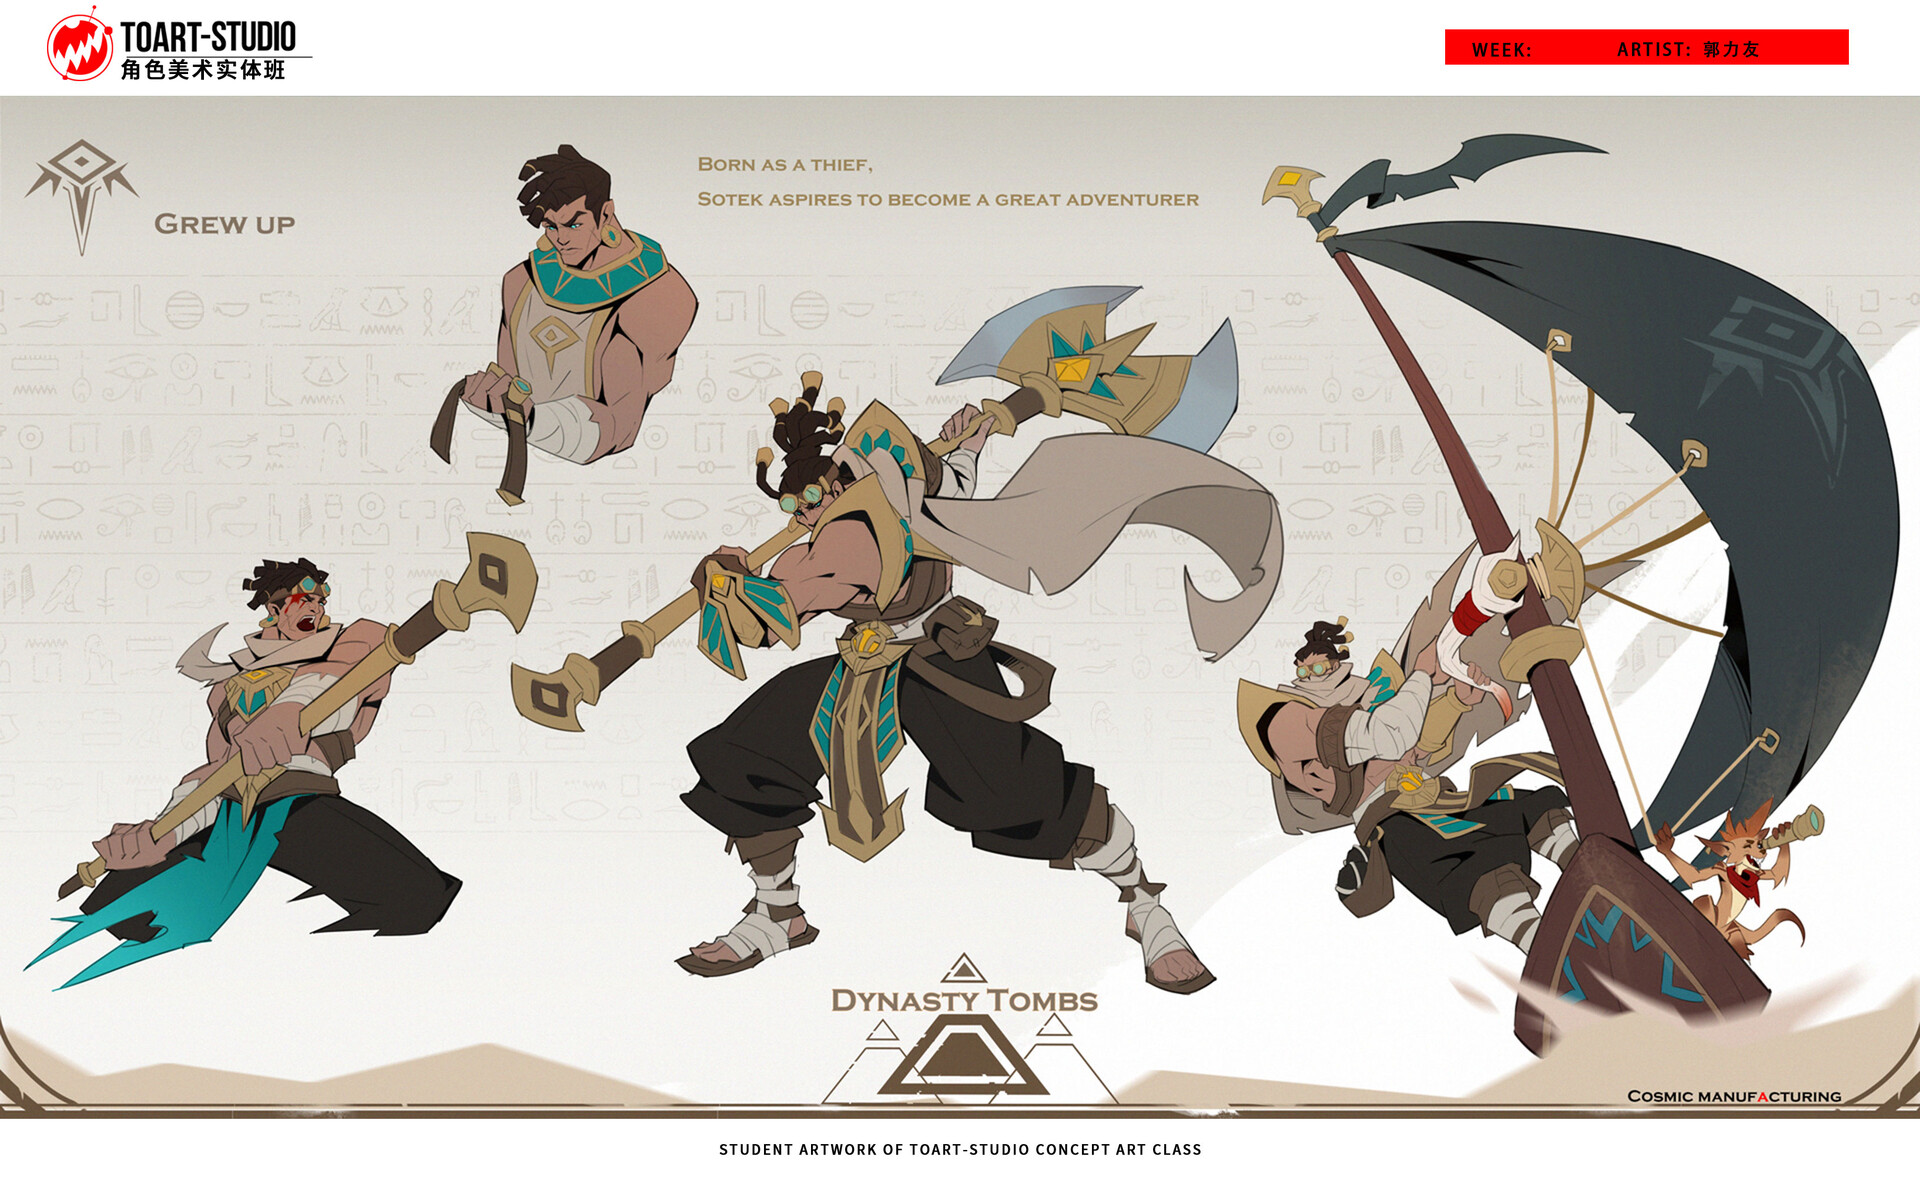 TOART-STUDIO
角色美术实体班
WEEK:
ARTIST: 郭力友
GREW UP
BORN AS A THIEF,
SOTEK ASPIRES TO BECOME A GREAT ADVENTURER
DYNASTY TOMBS
COSMIC MANUFACTURING
STUDENT ARTWORK OF TOART-STUDIO CONCEPT ART CLASS